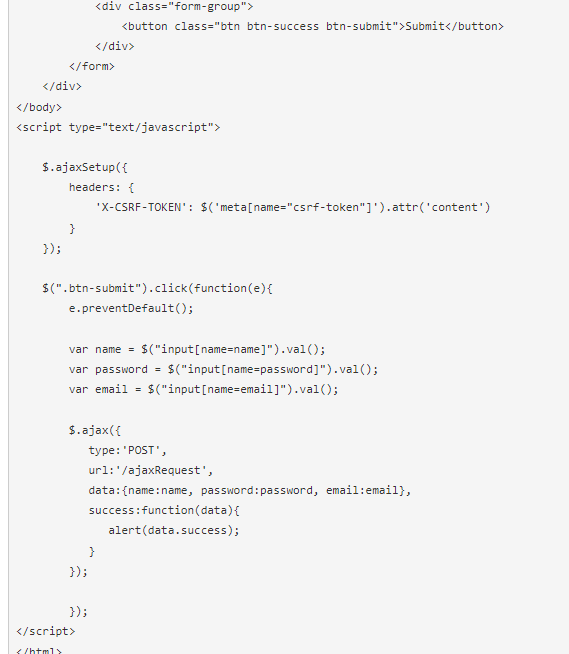 <div class="form-group">
<button class="btn btn-success btn-submit">Submit</button>
</div>
</form>
</div>
</body>
<script type="text/javascript">
$.ajaxSetup({
headers: {
'X-CSRF-TOKEN': $('meta[name="csrf-token"]').attr('content')
}
});
$(".btn-submit").click(function(e){
e.preventDefault();
var name = $("input[name=name]").val();
var password = $("input[name=password]").val();
var email = $("input[name=email]").val();
$.ajax({
type:'POST',
url:'/ajaxRequest',
data:{name:name, password:password, email:email},
success:function(data){
alert(data.success);
}
});
});
</script>
</html>